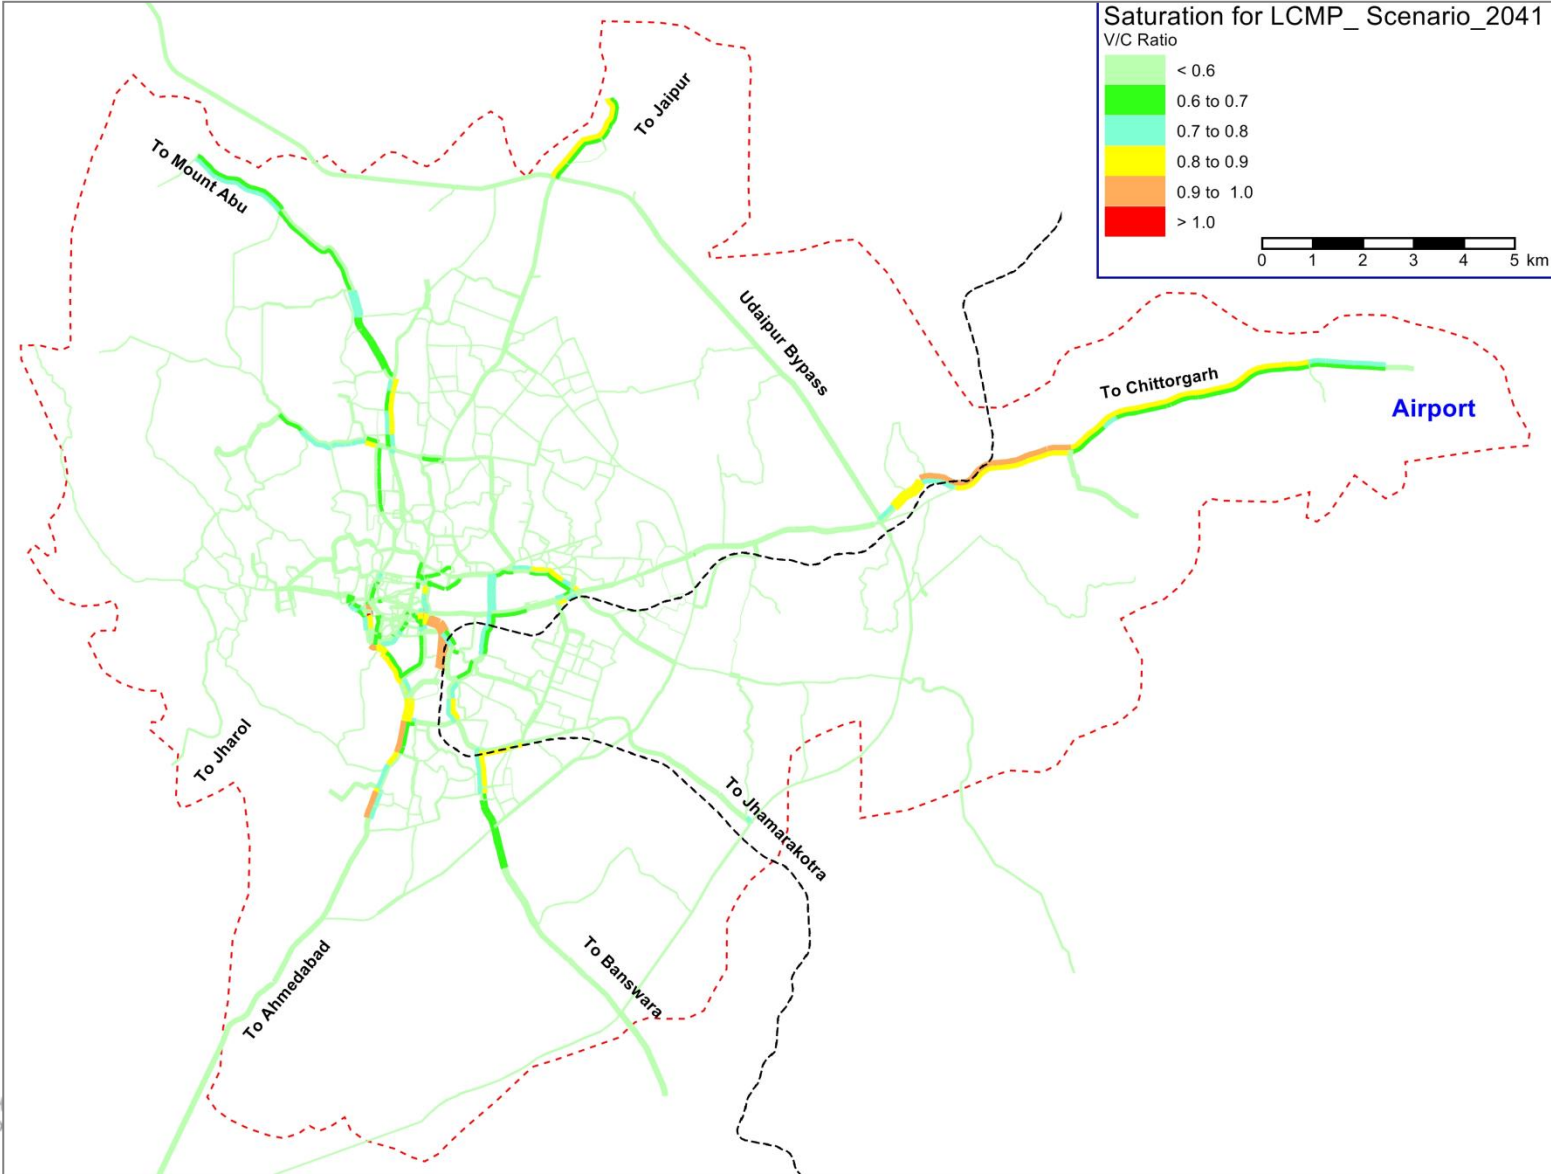 Saturation for LCMP_ Scenario_2041
V/C Ratio
< 0.6
0.6 to 0.7
0.7 to 0.8
0.8 to 0.9
0.9 to 1.0
> 1.0
0 1 2 3 4 5 km
To Jaipur
To Mount Abu
Udaipur Bypass
To Chittorgarh
Airport
To Jharol
To Jhamarakotra
To Ahmedabad
To Banswara